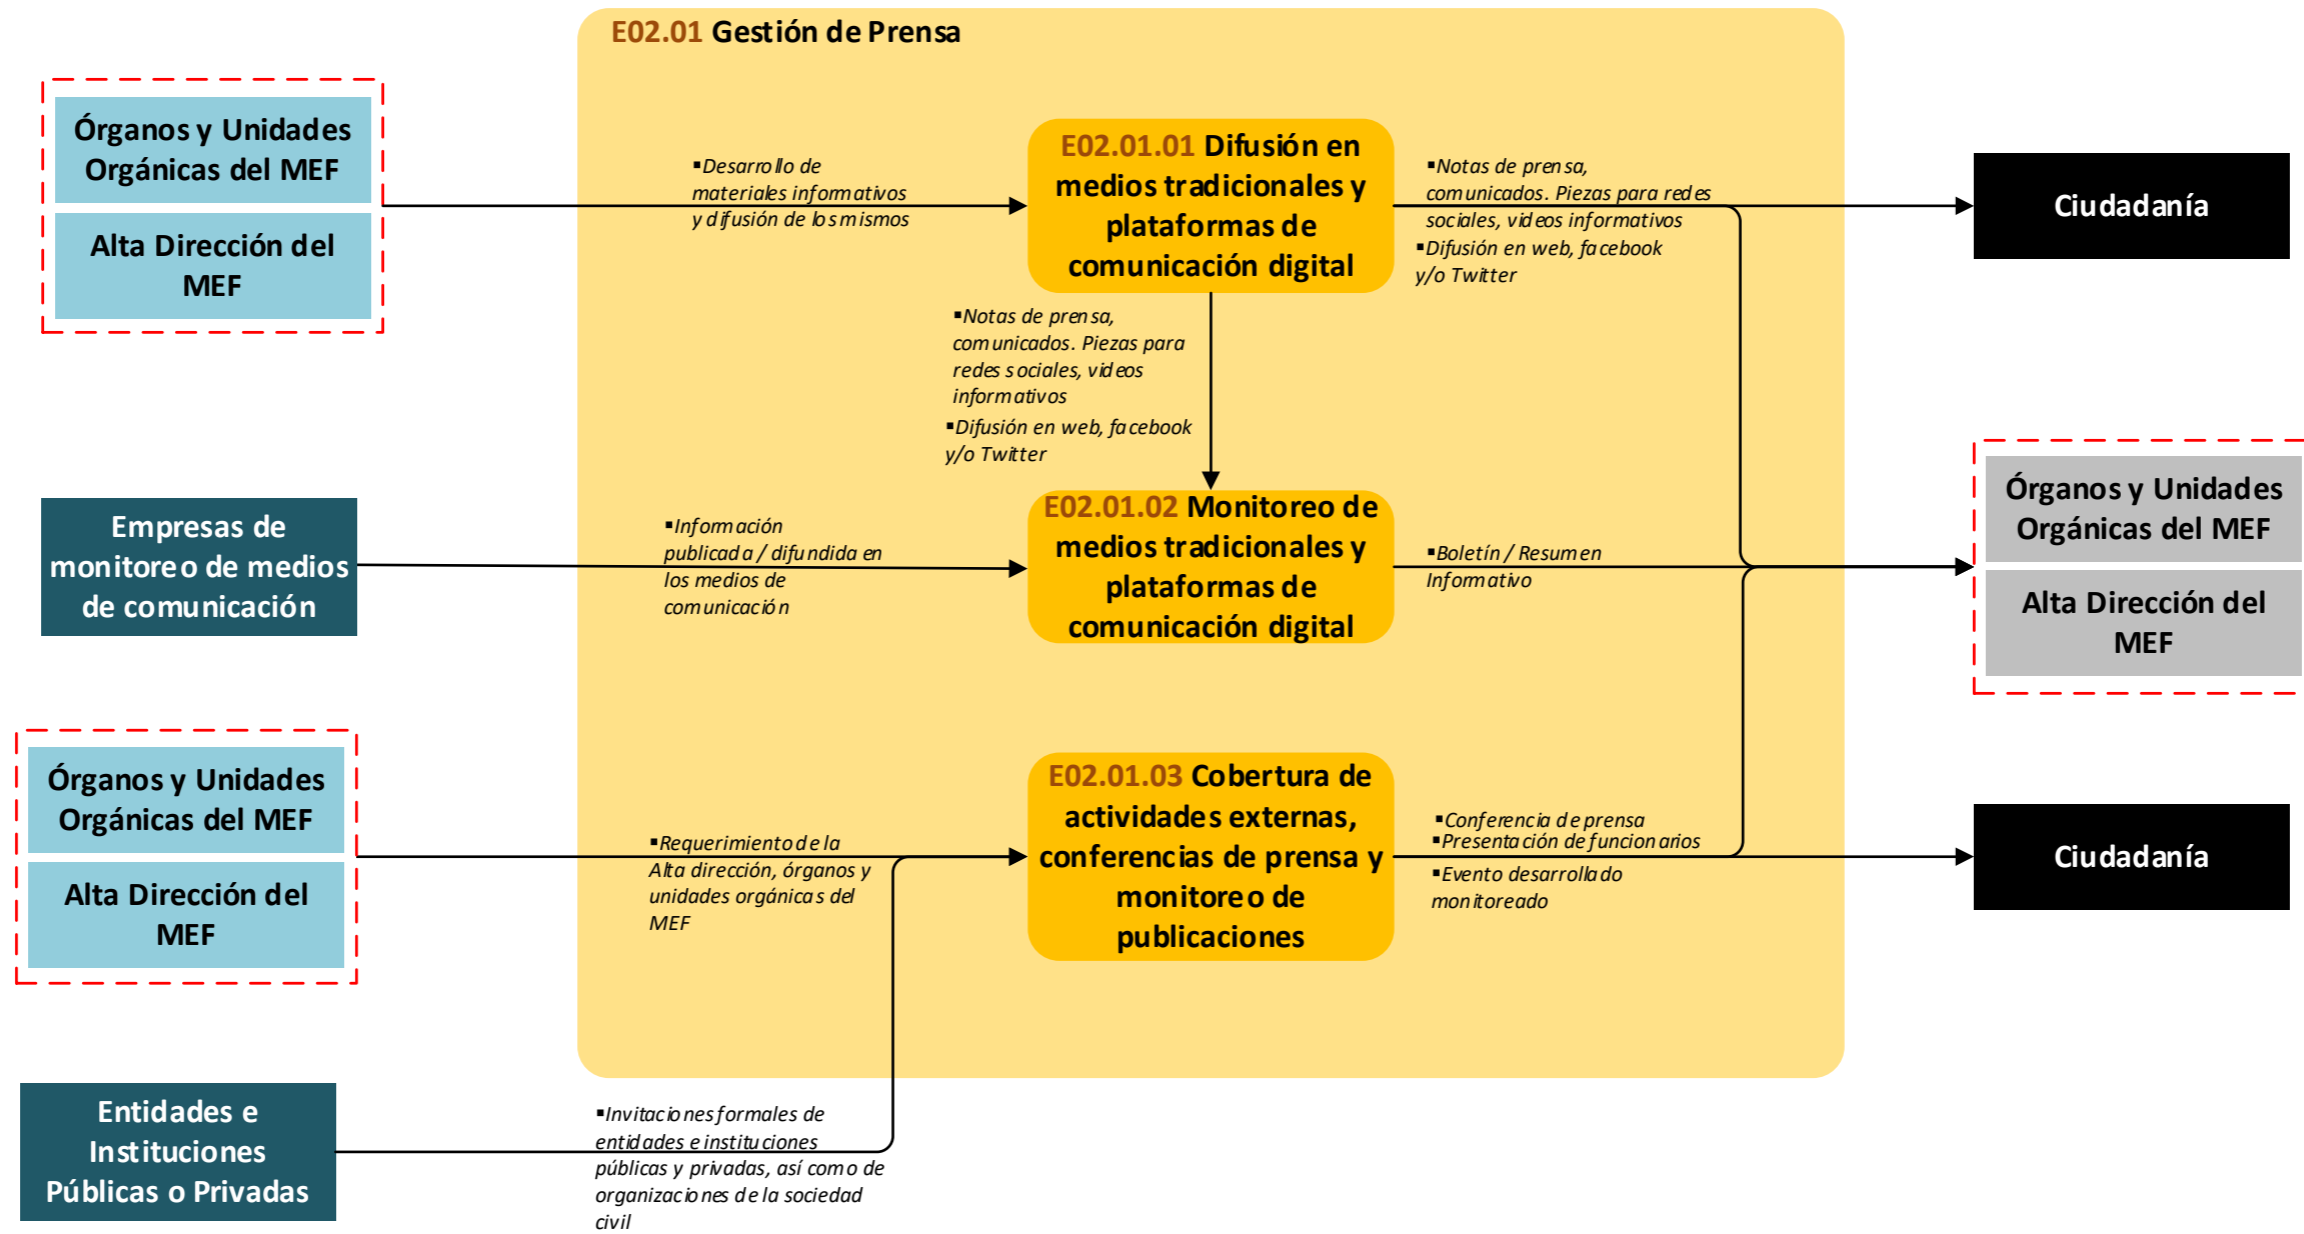 E02.01 Gestión de Prensa
Órganos y Unidades
Orgánicas del MEF
Alta Dirección del
MEF
▪Desarrollo de
materiales informativos
y difusión de los mismos
E02.01.01 Difusión en
medios tradicionales y
plataformas de
comunicación digital
▪Notas de prensa,
comunicados. Piezas para redes
sociales, videos informativos
▪Difusión en web, facebook
y/o Twitter
Ciudadanía
▪Notas de prensa,
comunicados. Piezas para
redes sociales, videos
informativos
▪Difusión en web, facebook
y/o Twitter
Empresas de
monitoreo de medios
de comunicación
▪Información
publicada / difundida en
los medios de
comunicación
E02.01.02 Monitoreo de
medios tradicionales y
plataformas de
comunicación digital
▪Boletín / Resumen
Informativo
Órganos y Unidades
Orgánicas del MEF
Alta Dirección del
MEF
Órganos y Unidades
Orgánicas del MEF
Alta Dirección del
MEF
▪Requerimiento de la
Alta dirección, órganos y
unidades orgánicas del
MEF
E02.01.03 Cobertura de
actividades externas,
conferencias de prensa y
monitoreo de
publicaciones
▪Conferencia de prensa
▪Presentación de funcionarios
▪Evento desarrollado
monitoreado
Ciudadanía
Entidades e
Instituciones
Públicas o Privadas
▪Invitaciones formales de
entidades e instituciones
públicas y privadas, así como de
organizaciones de la sociedad
civil